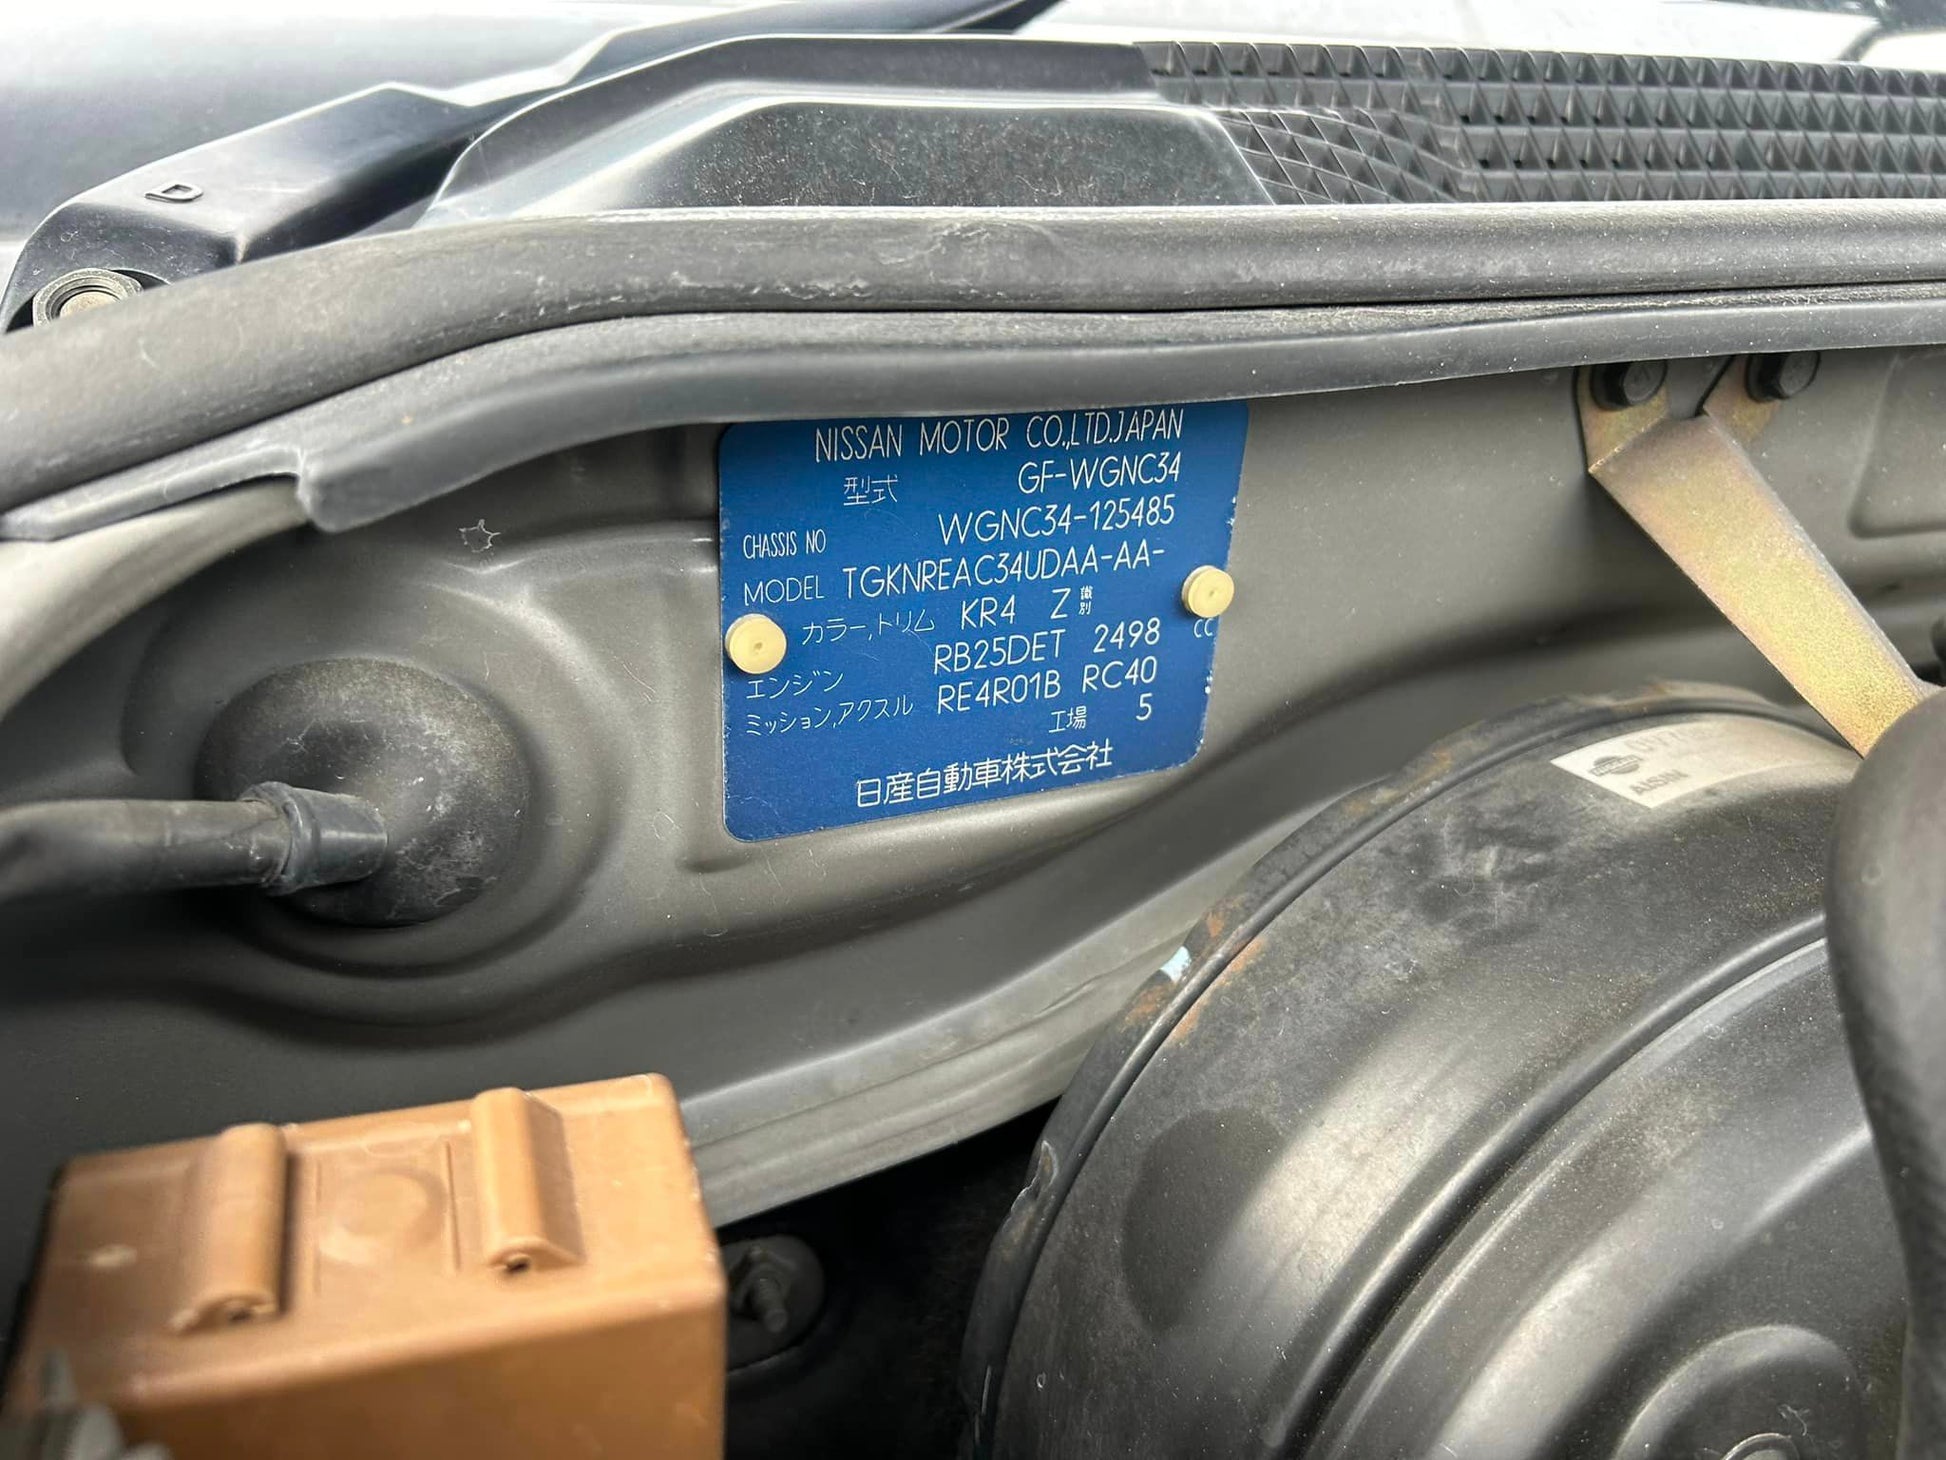 D
NISSAN MOTOR CO.,LTD.JAPAN
型式 GF-WGNC34
CHASSIS NO WGNC34-125485
MODEL TGKNREAC34UDAA-AA-
カラー,トリム KR4 Z 識別
エンジン RB25DET 2498 CC
ミッション,アクスル RE4R01B RC40
工場 5
日産自動車株式会社
AISIN